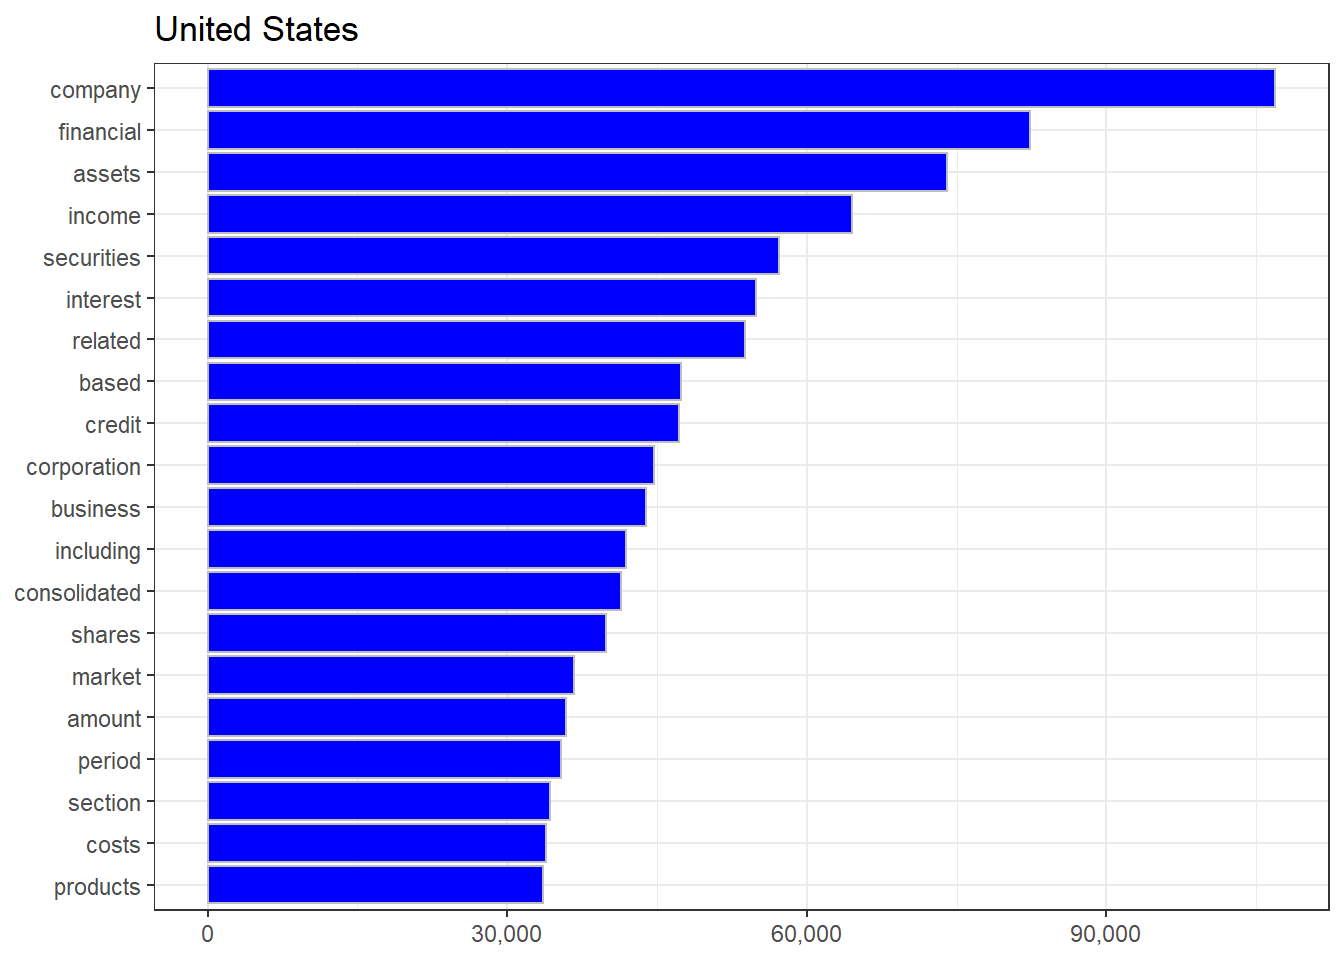 United States
company
financial
assets
income
securities
interest
related
based
credit
corporation
business
including
consolidated
shares
market
amount
period
section
costs
products
0 30,000 60,000 90,000